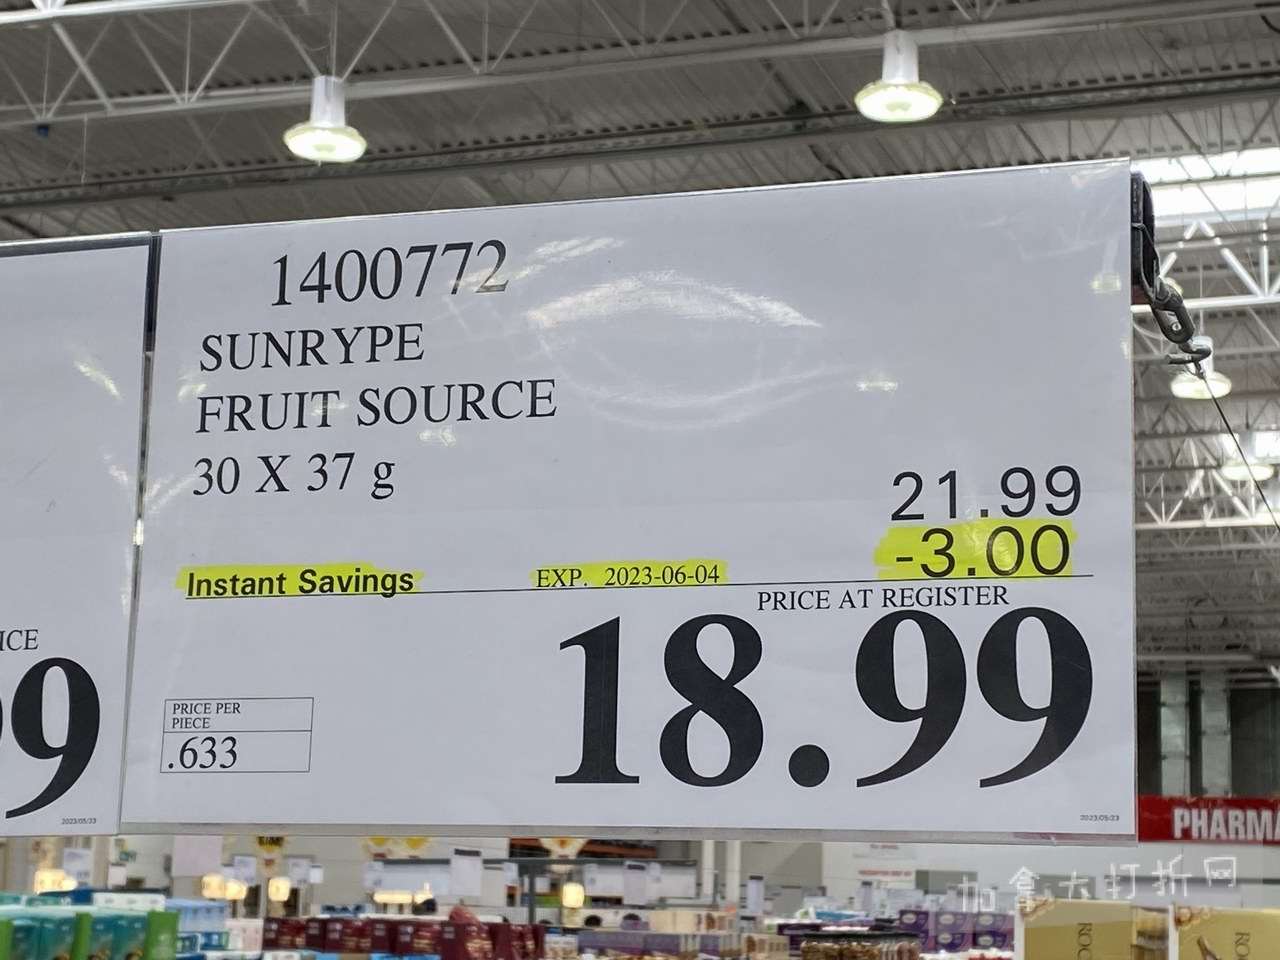 1400772
SUNRYPE
FRUIT SOURCE
30 X 37 g
21.99
-3.00
Instant Savings EXP. 2023-06-04
PRICE AT REGISTER
18.99
PRICE PER
PIECE
.633
2023/05/23
ICE
99
2023/05/23
PHARMA
加拿大打折网